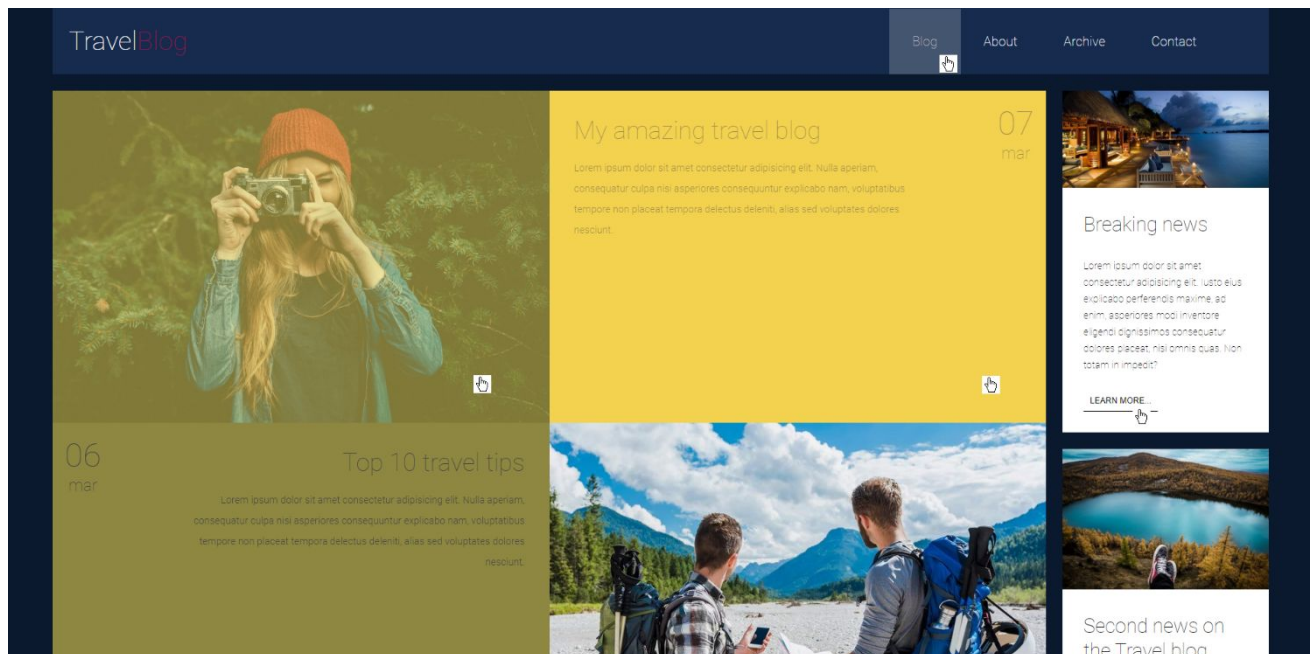 TravelBlog
Blog
About
Archive
Contact
My amazing travel blog
07
mar
Lorem ipsum dolor sit amet consectetur adipisicing elit. Nulla aperiam,
consequatur culpa nisi asperiores consequuntur explicabo nam, voluptatibus
tempore non placeat tempora delectus deleniti, alias sed voluptates dolores
nesciunt.
06
mar
Top 10 travel tips
Lorem ipsum dolor sit amet consectetur adipisicing elit. Nulla aperiam,
consequatur culpa nisi asperiores consequuntur explicabo nam, voluptatibus
tempore non placeat tempora delectus deleniti, alias sed voluptates dolores
nesciunt.
Breaking news
Lorem ipsum dolor sit amet
consectetur adipisicing elit. Iusto eius
explicabo perferendis maxime, ad
enim, asperiores modi inventore
eligendi dignissimos consequatur
dolores placeat, nisi omnis quas. Non
totam in impedit?
LEARN MORE...
Second news on
the Travel blog